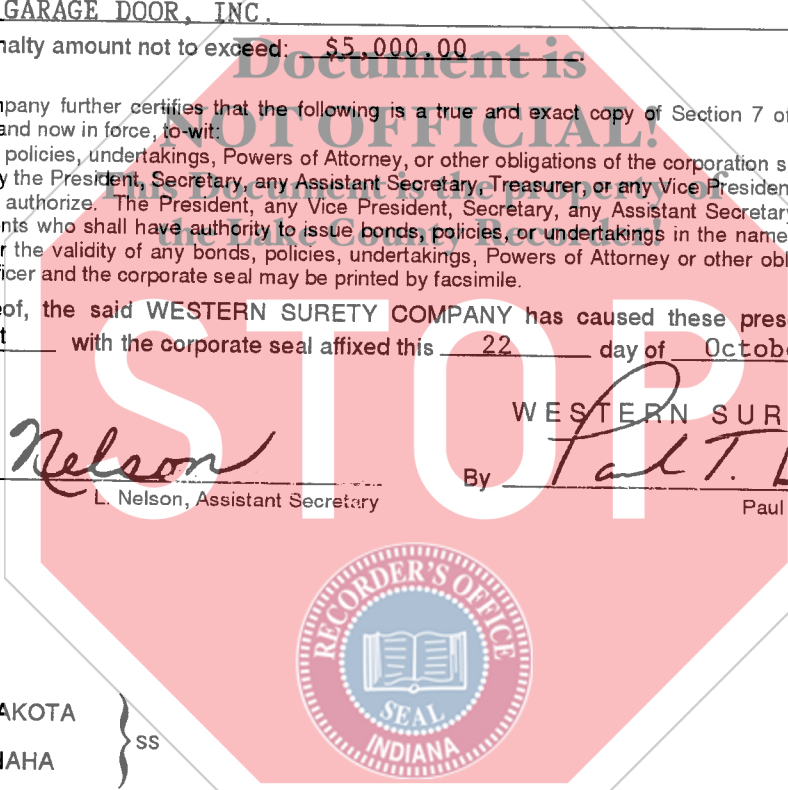 GARAGE DOOR, INC.
nalty amount not to exceed: $5,000.00.
Document is
mpany further certifies that the following is a true and exact copy of Section 7 of
and now in force, to-wit:
NOT OFFICIAL!
policies, undertakings, Powers of Attorney, or other obligations of the corporation s
y the President, Secretary, any Assistant Secretary, Treasurer, or any Vice President
This Document is the property of
authorize. The President, any Vice President, Secretary, any Assistant Secretary
nts who shall have authority to issue bonds, policies, or undertakings in the name
the Lake County Recorder!
r the validity of any bonds, policies, undertakings, Powers of Attorney or other obl
ficer and the corporate seal may be printed by facsimile.
eof, the said WESTERN SURETY COMPANY has caused these pres
t with the corporate seal affixed this 22 day of Octobe
STOP
WESTERN SUR
Nelson
By Paul T.
L. Nelson, Assistant Secretary
Paul
RECORDER'S OFFICE
SEAL
INDIANA
AKOTA
SS
HAHA